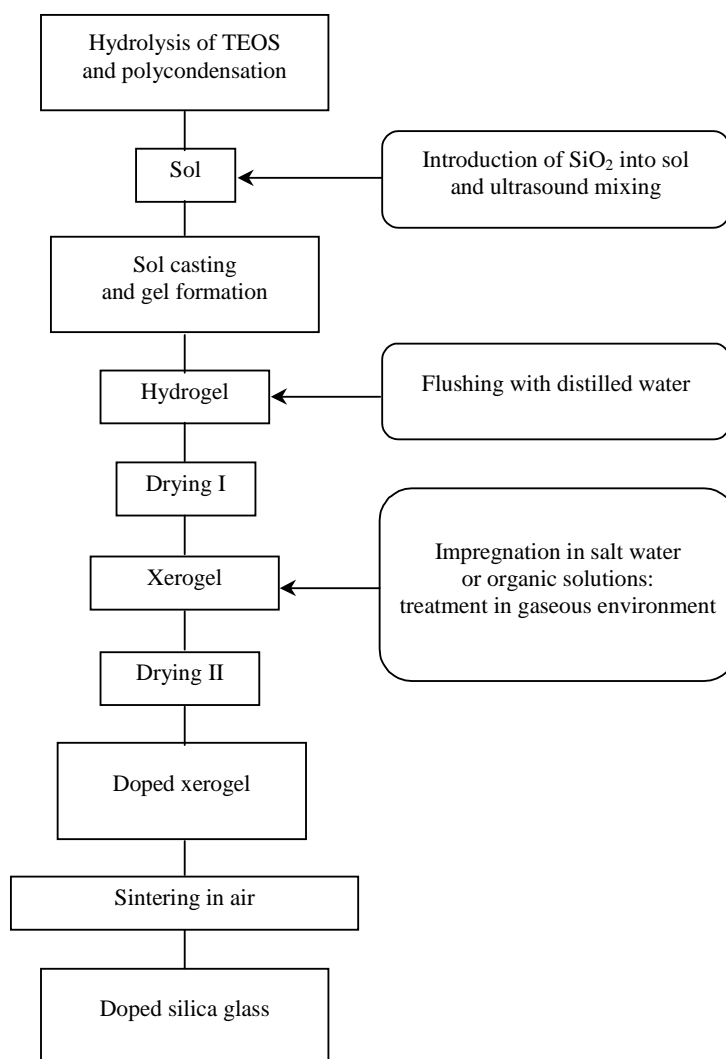 Hydrolysis of TEOS
and polycondensation
Sol
Introduction of SiO₂ into sol
and ultrasound mixing
Sol casting
and gel formation
Hydrogel
Flushing with distilled water
Drying I
Xerogel
Impregnation in salt water
or organic solutions:
treatment in gaseous environment
Drying II
Doped xerogel
Sintering in air
Doped silica glass